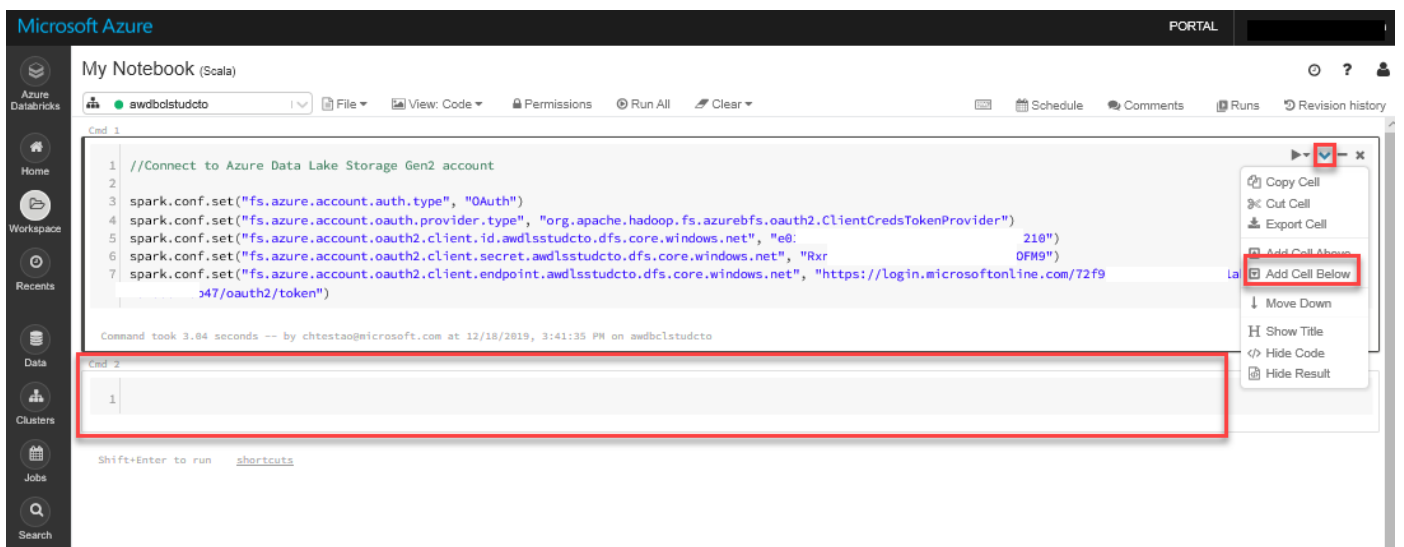 Microsoft Azure
PORTAL
Azure Databricks
Home
Workspace
Recents
Data
Clusters
Jobs
Search
My Notebook (Scala)
awdbclstudcto File View: Code Permissions Run All Clear Schedule Comments Runs Revision history
Cmd 1
1 //Connect to Azure Data Lake Storage Gen2 account
2
3 spark.conf.set("fs.azure.account.auth.type", "OAuth")
4 spark.conf.set("fs.azure.account.oauth.provider.type", "org.apache.hadoop.fs.azurebfs.oauth2.ClientCredsTokenProvider")
5 spark.conf.set("fs.azure.account.oauth2.client.id.awdlsstudcto.dfs.core.windows.net", "e0 210")
6 spark.conf.set("fs.azure.account.oauth2.client.secret.awdlsstudcto.dfs.core.windows.net", "Rxr OFM9")
7 spark.conf.set("fs.azure.account.oauth2.client.endpoint.awdlsstudcto.dfs.core.windows.net", "https://login.microsoftonline.com/72f9
b47/oauth2/token")
Command took 3.04 seconds -- by chtestao@microsoft.com at 12/18/2019, 3:41:35 PM on awdbclstudcto
Copy Cell
Cut Cell
Export Cell
Add Cell Above
Add Cell Below
Move Down
Show Title
Hide Code
Hide Result
Cmd 2
1
Shift+Enter to run shortcuts